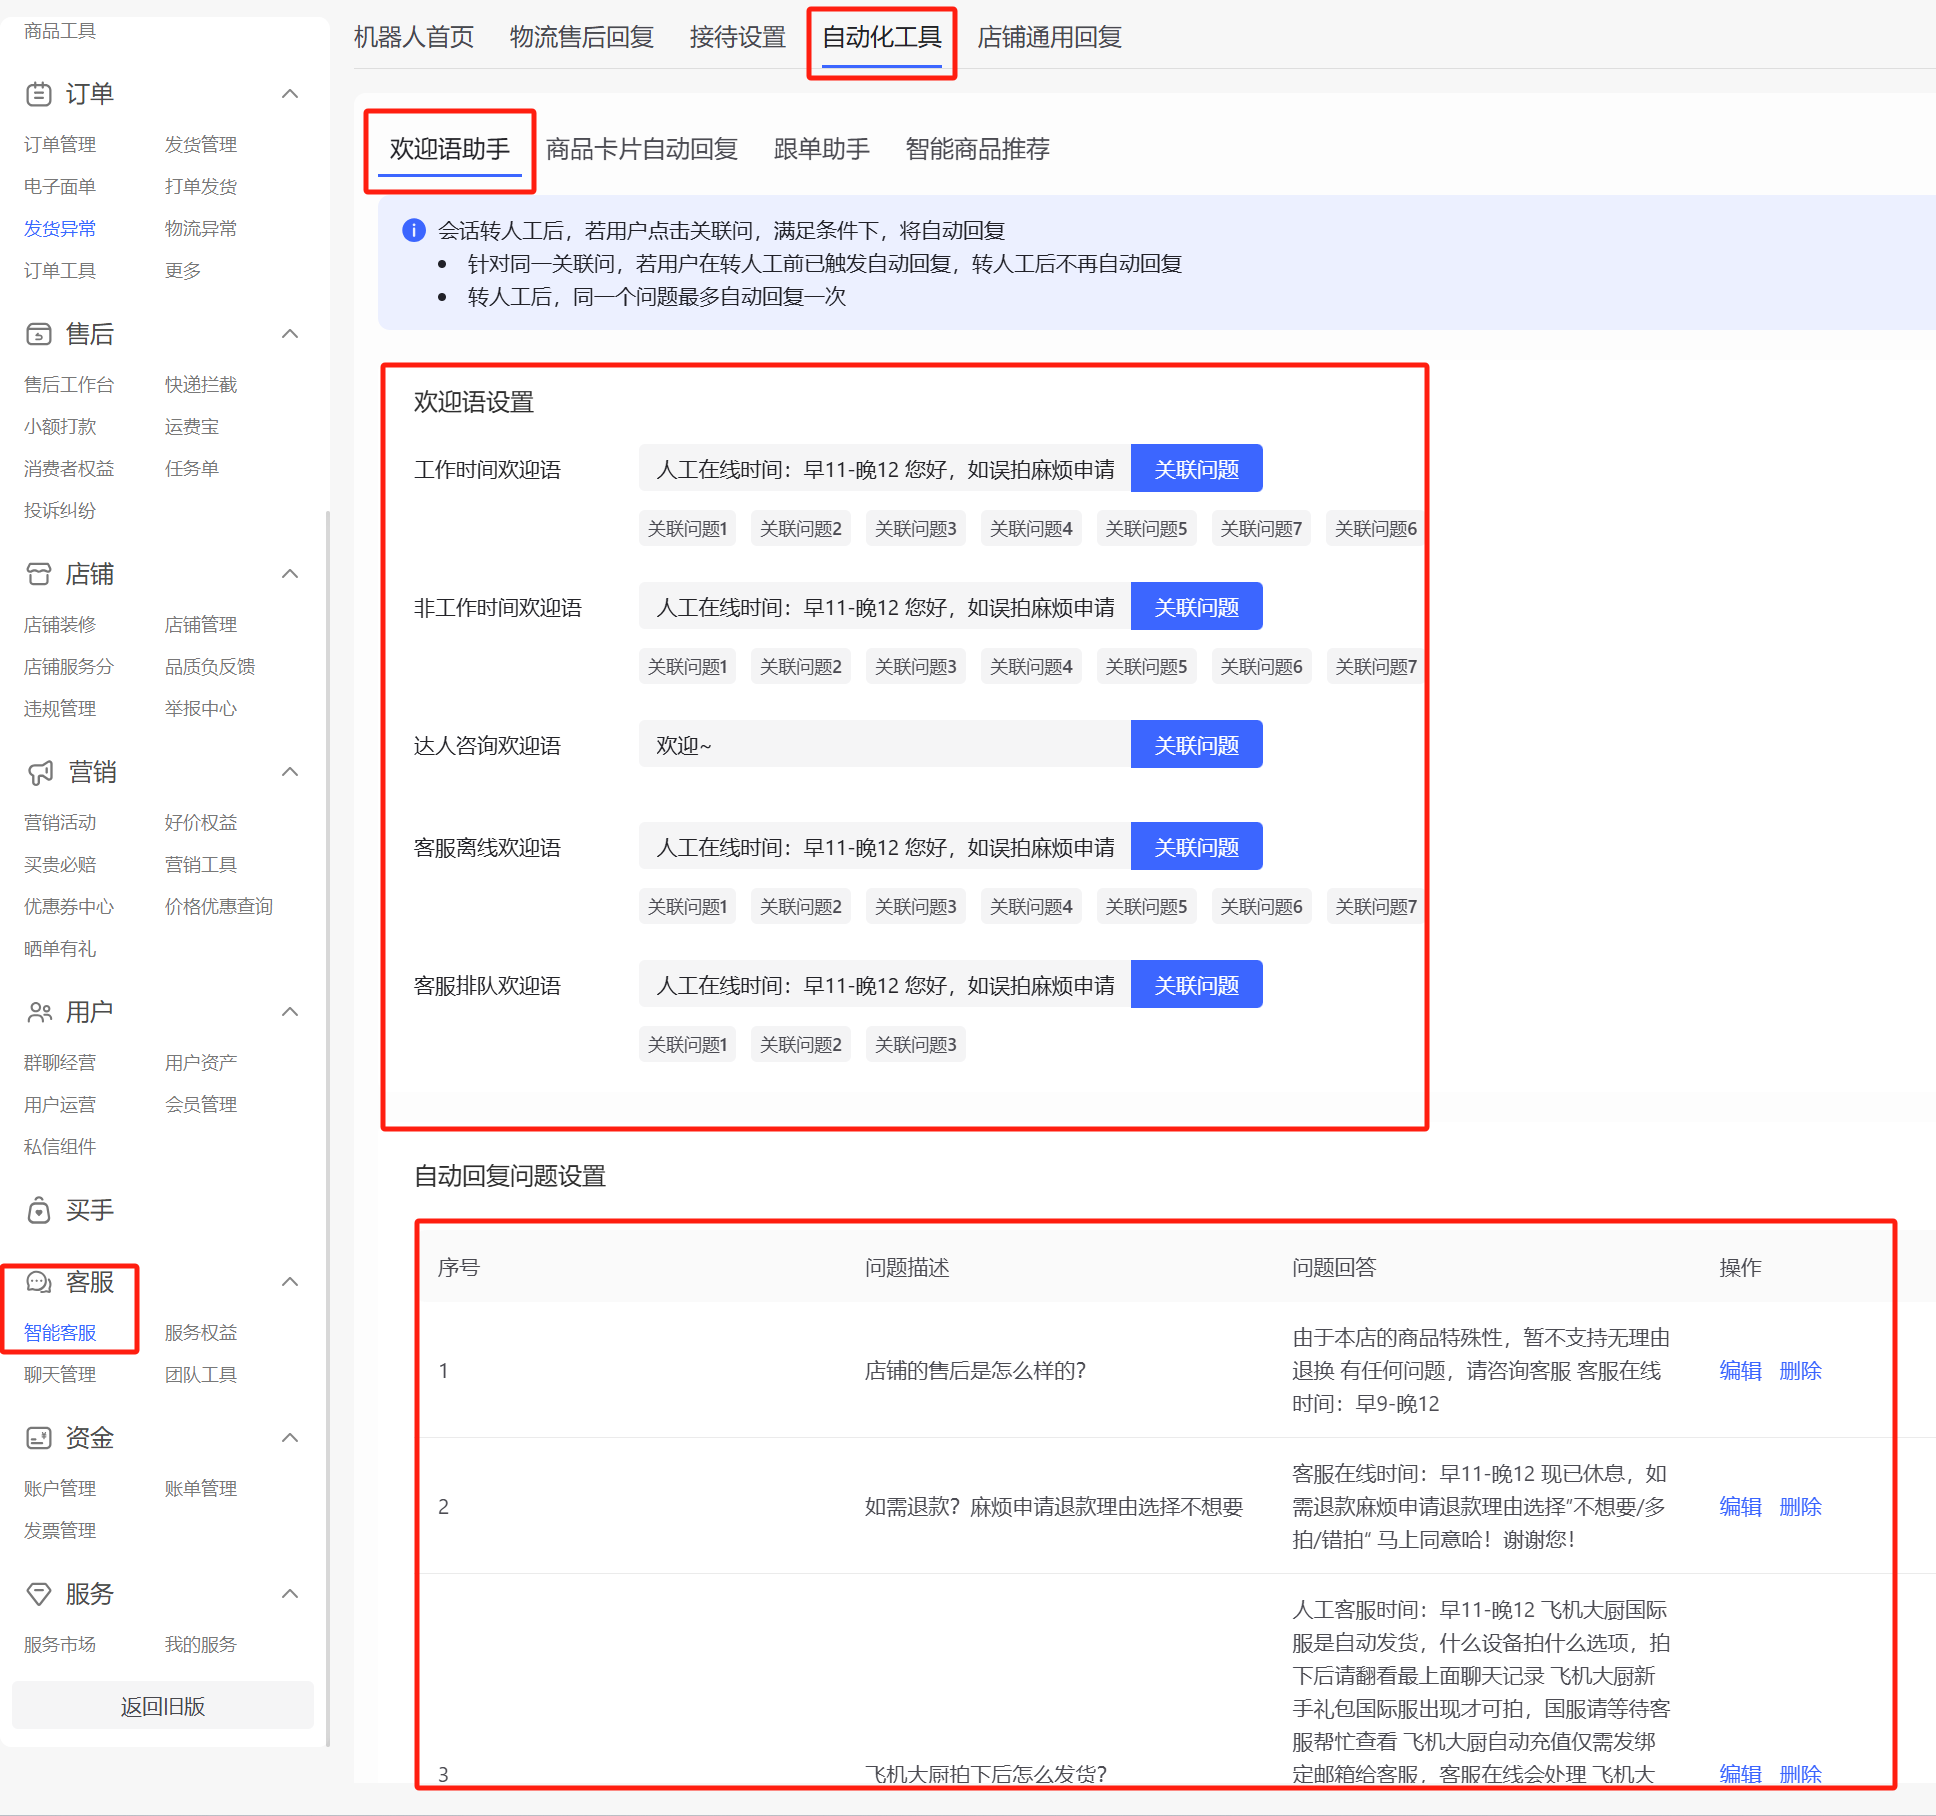 商品工具
订单
订单管理 发货管理
电子面单 打单发货
发货异常 物流异常
订单工具 更多
售后
售后工作台 快递拦截
小额打款 运费宝
消费者权益 任务单
投诉纠纷
店铺
店铺装修 店铺管理
店铺服务分 品质负反馈
违规管理 举报中心
营销
营销活动 好价权益
买贵必赔 营销工具
优惠券中心 价格优惠查询
晒单有礼
用户
群聊经营 用户资产
用户运营 会员管理
私信组件
买手
客服
智能客服 服务权益
聊天管理 团队工具
资金
账户管理 账单管理
发票管理
服务
服务市场 我的服务
返回旧版
机器人首页 物流售后回复 接待设置 自动化工具 店铺通用回复
欢迎语助手 商品卡片自动回复 跟单助手 智能商品推荐
会话转人工后，若用户点击关联问，满足条件下，将自动回复
• 针对同一关联问，若用户在转人工前已触发自动回复，转人工后不再自动回复
• 转人工后，同一个问题最多自动回复一次
欢迎语设置
工作时间欢迎语 人工在线时间：早11-晚12 您好，如误拍麻烦申请 关联问题
关联问题1 关联问题2 关联问题3 关联问题4 关联问题5 关联问题7 关联问题6
非工作时间欢迎语 人工在线时间：早11-晚12 您好，如误拍麻烦申请 关联问题
关联问题1 关联问题2 关联问题3 关联问题4 关联问题5 关联问题6 关联问题7
达人咨询欢迎语 欢迎~ 关联问题
客服离线欢迎语 人工在线时间：早11-晚12 您好，如误拍麻烦申请 关联问题
关联问题1 关联问题2 关联问题3 关联问题4 关联问题5 关联问题6 关联问题7
客服排队欢迎语 人工在线时间：早11-晚12 您好，如误拍麻烦申请 关联问题
关联问题1 关联问题2 关联问题3
自动回复问题设置
序号 问题描述 问题回答 操作
1 店铺的售后是怎么样的？ 由于本店的商品特殊性，暂不支持无理由
退换 有任何问题，请咨询客服 客服在线
时间：早9-晚12
编辑 删除
2 如需退款？麻烦申请退款理由选择不想要 客服在线时间：早11-晚12 现已休息，如
需退款麻烦申请退款理由选择”不想要/多
拍/错拍“ 马上同意哈！谢谢您！
编辑 删除
3 飞机大厨拍下后怎么发货？ 人工客服时间：早11-晚12 飞机大厨国际
服是自动发货，什么设备拍什么选项，拍
下后请翻看最上面聊天记录 飞机大厨新
手礼包国际服出现才可拍，国服请等待客
服帮忙查看 飞机大厨自动充值仅需发绑
定邮箱给客服，客服在线会处理 飞机大
编辑 删除